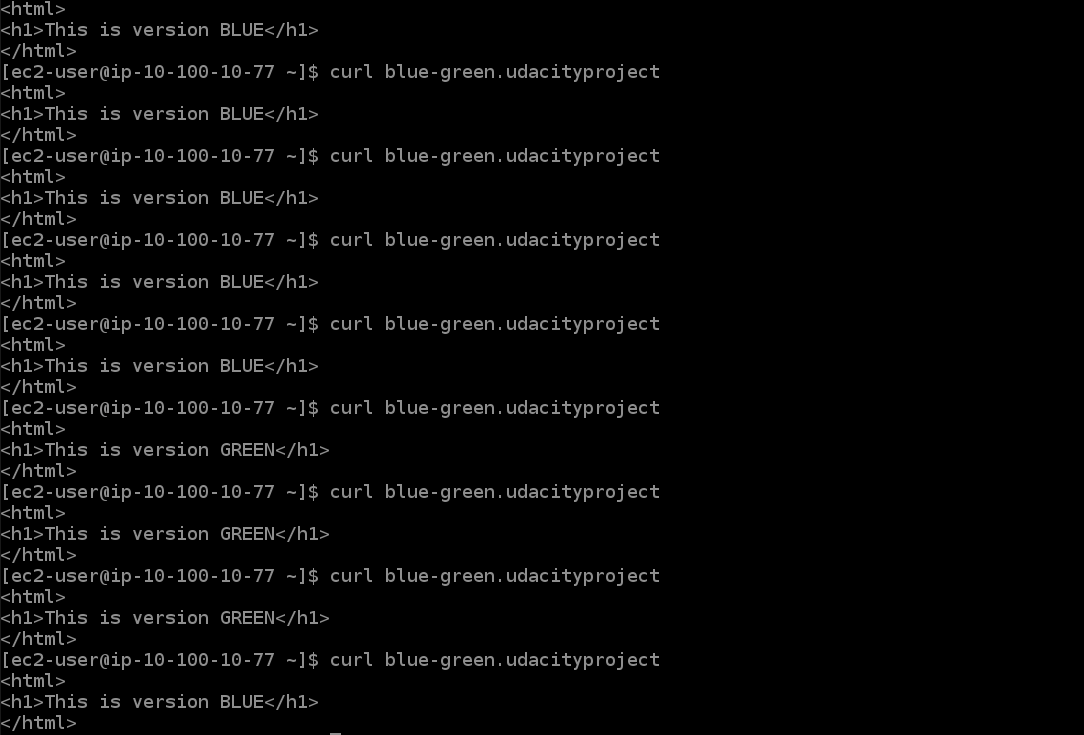 <html>
<h1>This is version BLUE</h1>
</html>
[ec2-user@ip-10-100-10-77 ~]$ curl blue-green.udacityproject
<html>
<h1>This is version BLUE</h1>
</html>
[ec2-user@ip-10-100-10-77 ~]$ curl blue-green.udacityproject
<html>
<h1>This is version BLUE</h1>
</html>
[ec2-user@ip-10-100-10-77 ~]$ curl blue-green.udacityproject
<html>
<h1>This is version BLUE</h1>
</html>
[ec2-user@ip-10-100-10-77 ~]$ curl blue-green.udacityproject
<html>
<h1>This is version BLUE</h1>
</html>
[ec2-user@ip-10-100-10-77 ~]$ curl blue-green.udacityproject
<html>
<h1>This is version GREEN</h1>
</html>
[ec2-user@ip-10-100-10-77 ~]$ curl blue-green.udacityproject
<html>
<h1>This is version GREEN</h1>
</html>
[ec2-user@ip-10-100-10-77 ~]$ curl blue-green.udacityproject
<html>
<h1>This is version GREEN</h1>
</html>
[ec2-user@ip-10-100-10-77 ~]$ curl blue-green.udacityproject
<html>
<h1>This is version BLUE</h1>
</html>